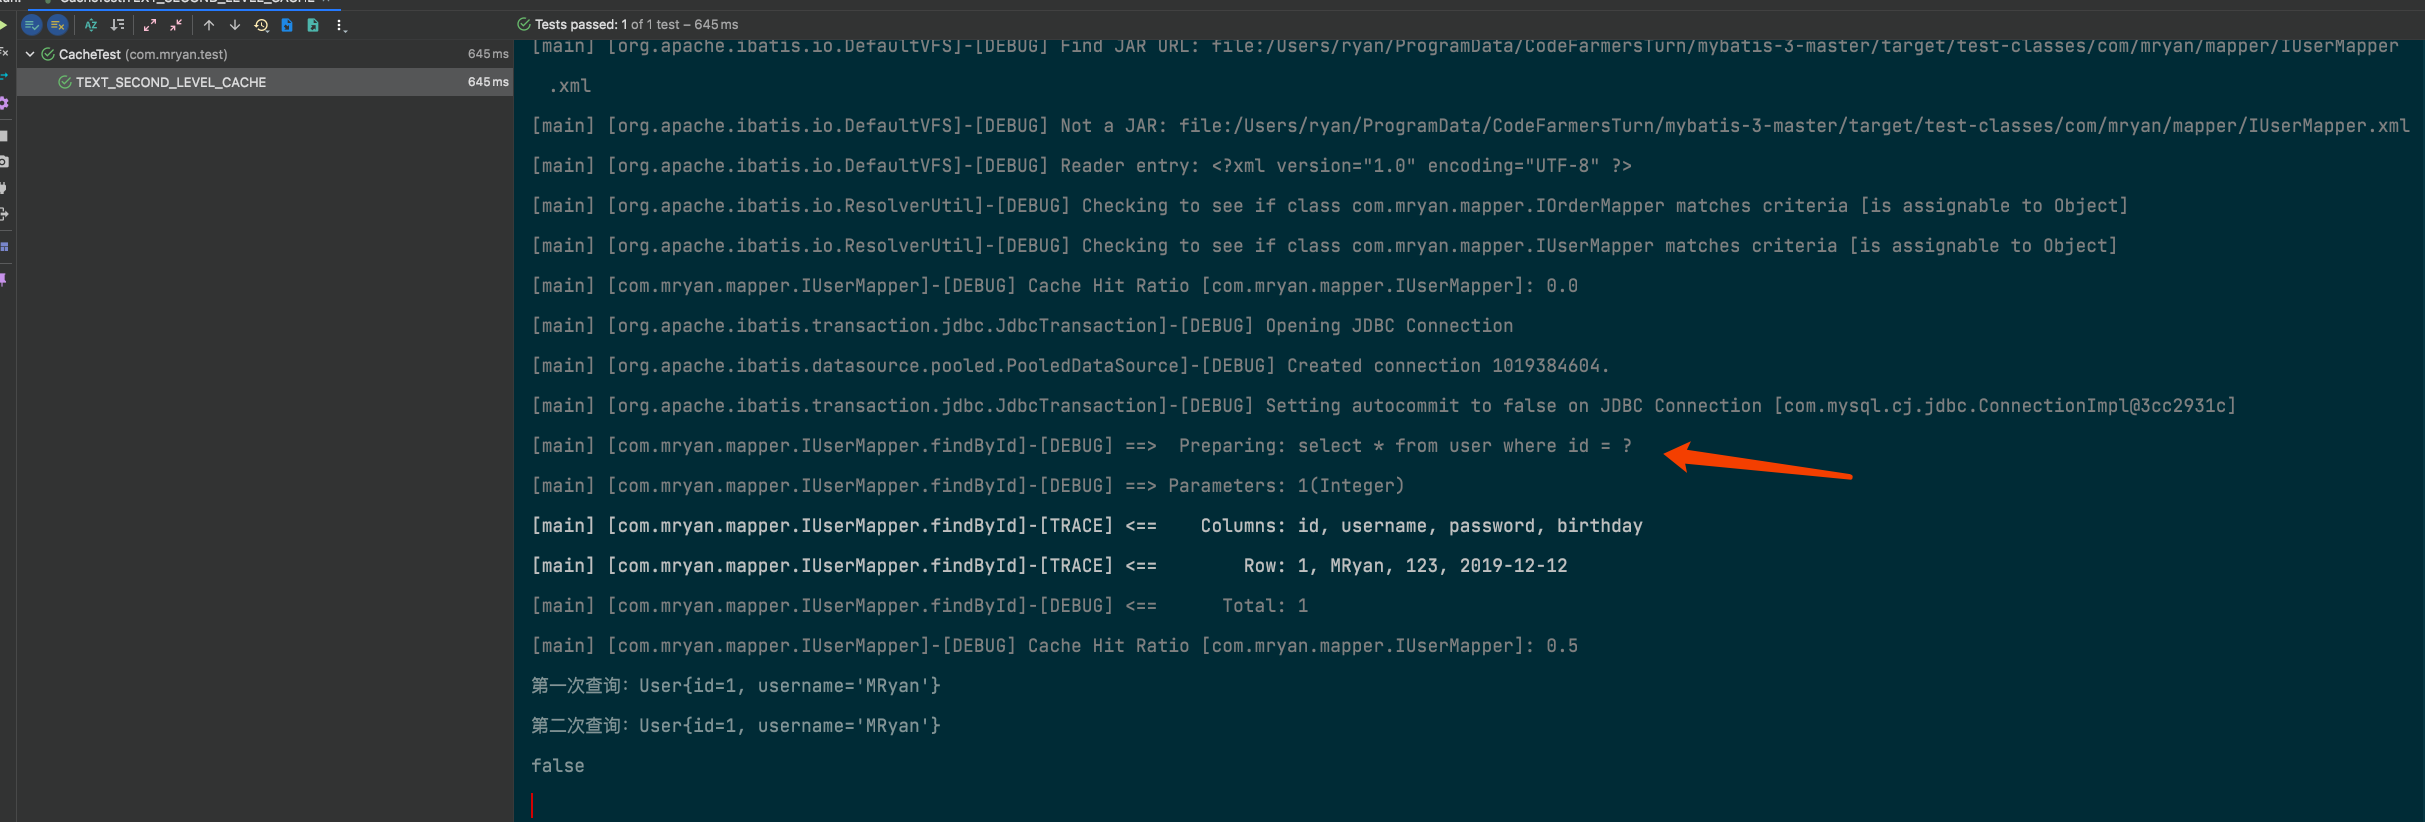 CacheTest.TEXT_SECOND_LEVEL_CACHE
Tests passed: 1 of 1 test – 645 ms
CacheTest (com.mryan.test) 645 ms
TEXT_SECOND_LEVEL_CACHE 645 ms
[main] [org.apache.ibatis.io.DefaultVFS]-[DEBUG] Find JAR URL: file:/Users/ryan/ProgramData/CodeFarmersTurn/mybatis-3-master/target/test-classes/com/mryan/mapper/IUserMapper
.xml
[main] [org.apache.ibatis.io.DefaultVFS]-[DEBUG] Not a JAR: file:/Users/ryan/ProgramData/CodeFarmersTurn/mybatis-3-master/target/test-classes/com/mryan/mapper/IUserMapper.xml
[main] [org.apache.ibatis.io.DefaultVFS]-[DEBUG] Reader entry: <?xml version="1.0" encoding="UTF-8" ?>
[main] [org.apache.ibatis.io.ResolverUtil]-[DEBUG] Checking to see if class com.mryan.mapper.IOrderMapper matches criteria [is assignable to Object]
[main] [org.apache.ibatis.io.ResolverUtil]-[DEBUG] Checking to see if class com.mryan.mapper.IUserMapper matches criteria [is assignable to Object]
[main] [com.mryan.mapper.IUserMapper]-[DEBUG] Cache Hit Ratio [com.mryan.mapper.IUserMapper]: 0.0
[main] [org.apache.ibatis.transaction.jdbc.JdbcTransaction]-[DEBUG] Opening JDBC Connection
[main] [org.apache.ibatis.datasource.pooled.PooledDataSource]-[DEBUG] Created connection 1019384604.
[main] [org.apache.ibatis.transaction.jdbc.JdbcTransaction]-[DEBUG] Setting autocommit to false on JDBC Connection [com.mysql.cj.jdbc.ConnectionImpl@3cc2931c]
[main] [com.mryan.mapper.IUserMapper.findById]-[DEBUG] ==>  Preparing: select * from user where id = ?
[main] [com.mryan.mapper.IUserMapper.findById]-[DEBUG] ==> Parameters: 1(Integer)
[main] [com.mryan.mapper.IUserMapper.findById]-[TRACE] <==    Columns: id, username, password, birthday
[main] [com.mryan.mapper.IUserMapper.findById]-[TRACE] <==        Row: 1, MRyan, 123, 2019-12-12
[main] [com.mryan.mapper.IUserMapper.findById]-[DEBUG] <==      Total: 1
[main] [com.mryan.mapper.IUserMapper]-[DEBUG] Cache Hit Ratio [com.mryan.mapper.IUserMapper]: 0.5
第一次查询：User{id=1, username='MRyan'}
第二次查询：User{id=1, username='MRyan'}
false